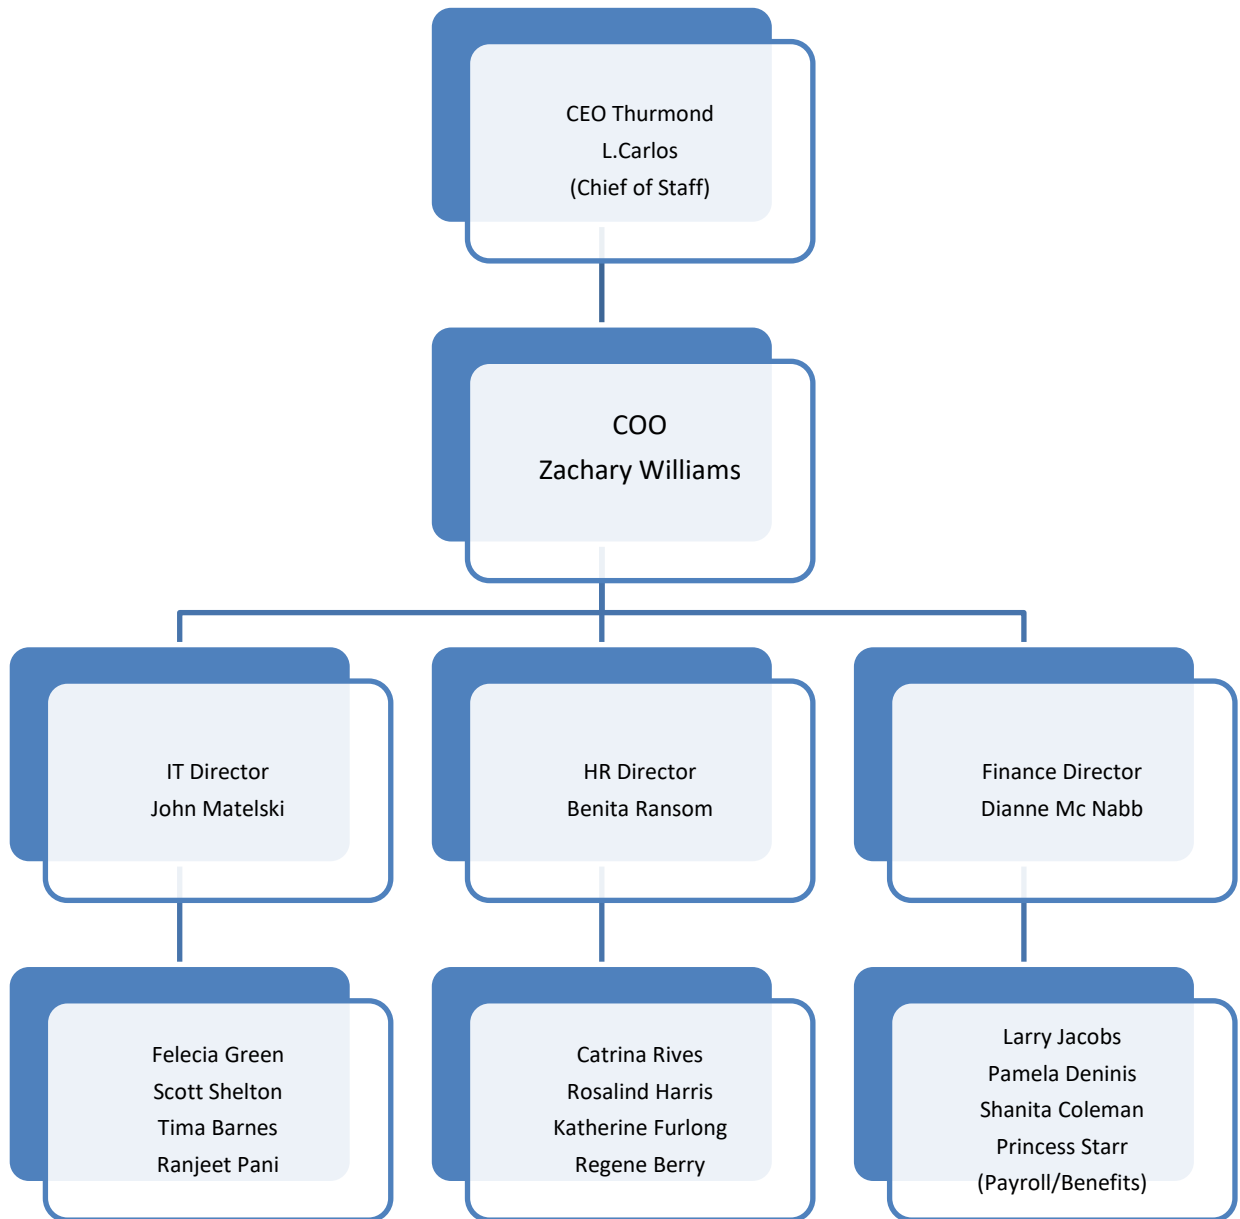 CEO Thurmond
L.Carlos
(Chief of Staff)
COO
Zachary Williams
IT Director
John Matelski
HR Director
Benita Ransom
Finance Director
Dianne Mc Nabb
Felecia Green
Scott Shelton
Tima Barnes
Ranjeet Pani
Catrina Rives
Rosalind Harris
Katherine Furlong
Regene Berry
Larry Jacobs
Pamela Deninis
Shanita Coleman
Princess Starr
(Payroll/Benefits)